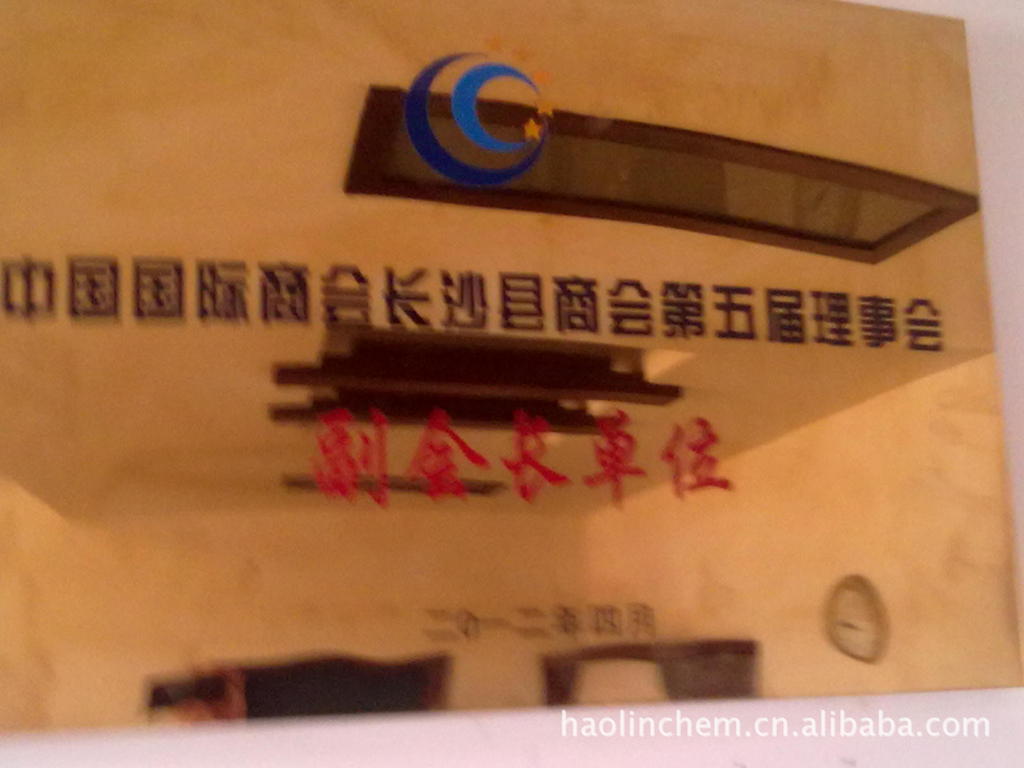 中国国际商会长沙县商会第五届理事会
副会长单位
二〇一二年四月
haolinchem.cn.alibaba.com